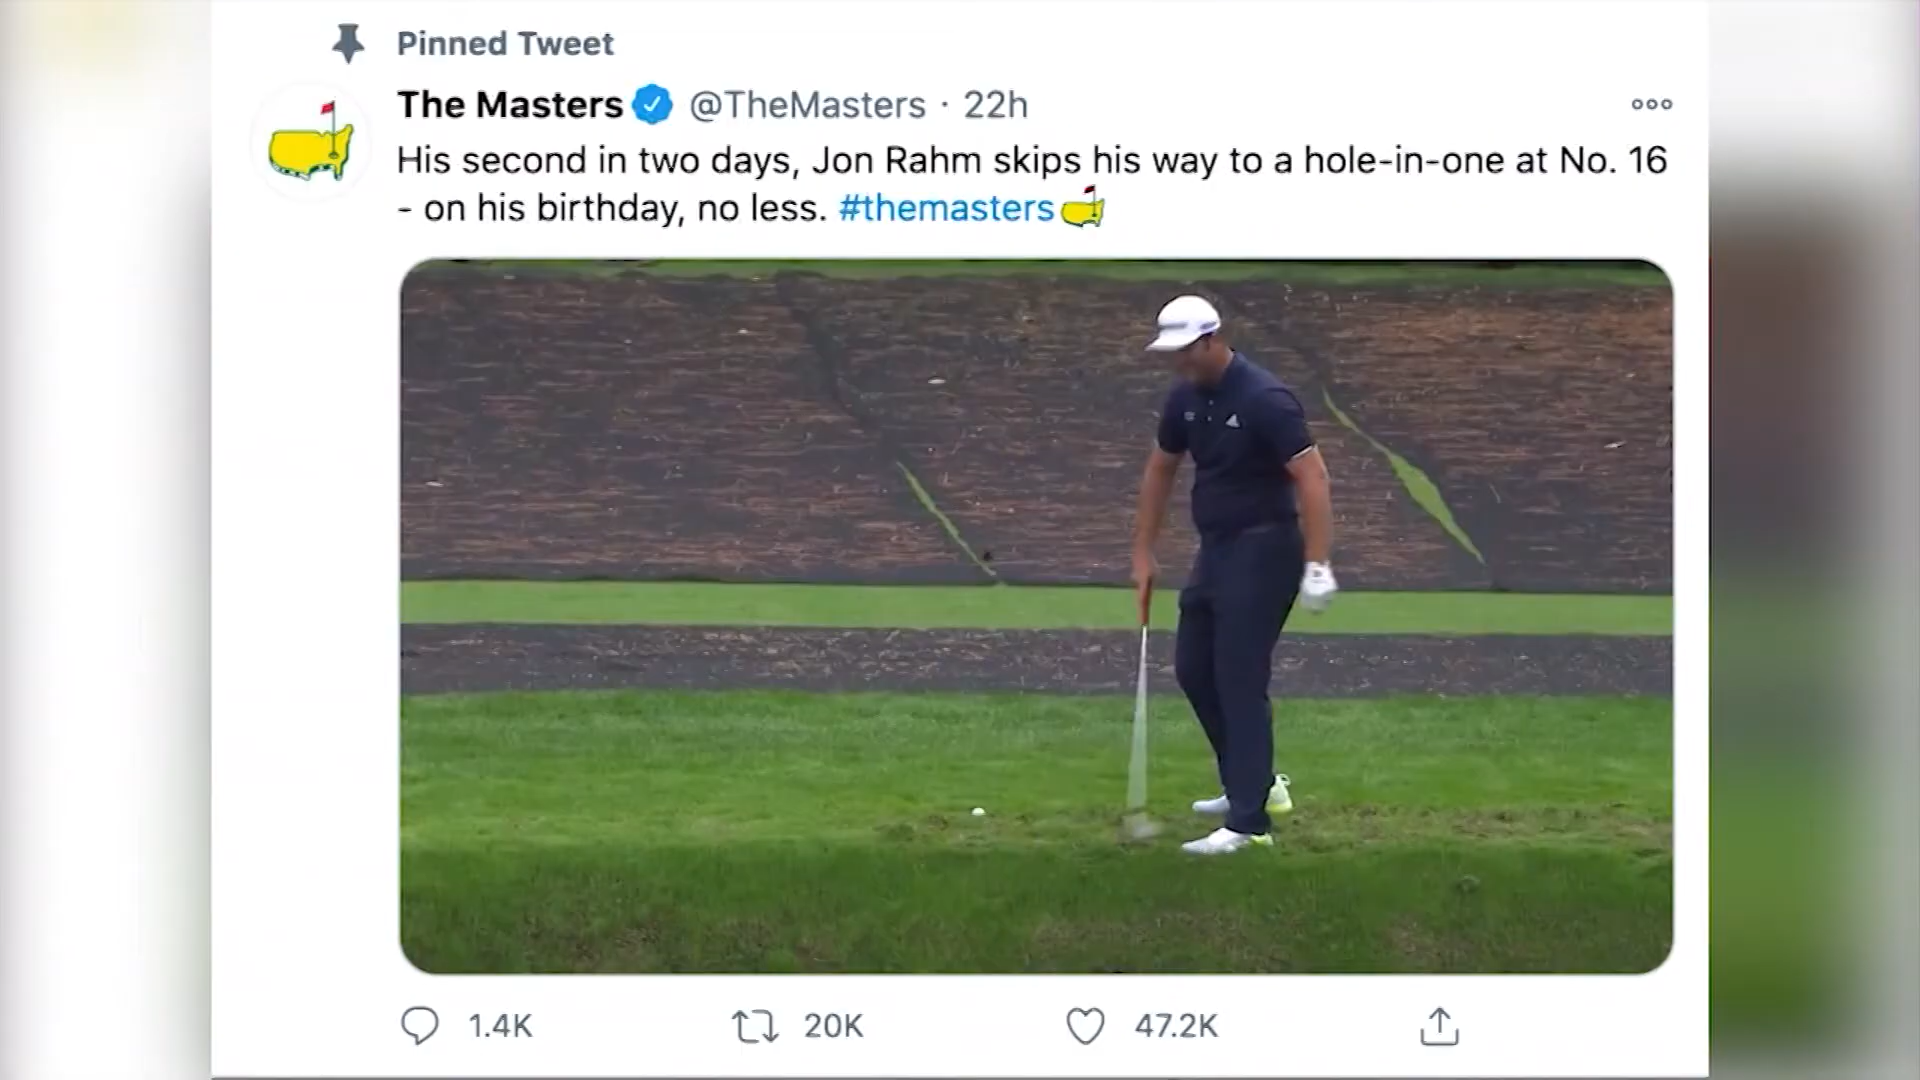 Pinned Tweet
The Masters @TheMasters · 22h
His second in two days, Jon Rahm skips his way to a hole-in-one at No. 16
- on his birthday, no less. #themasters
1.4K 20K 47.2K